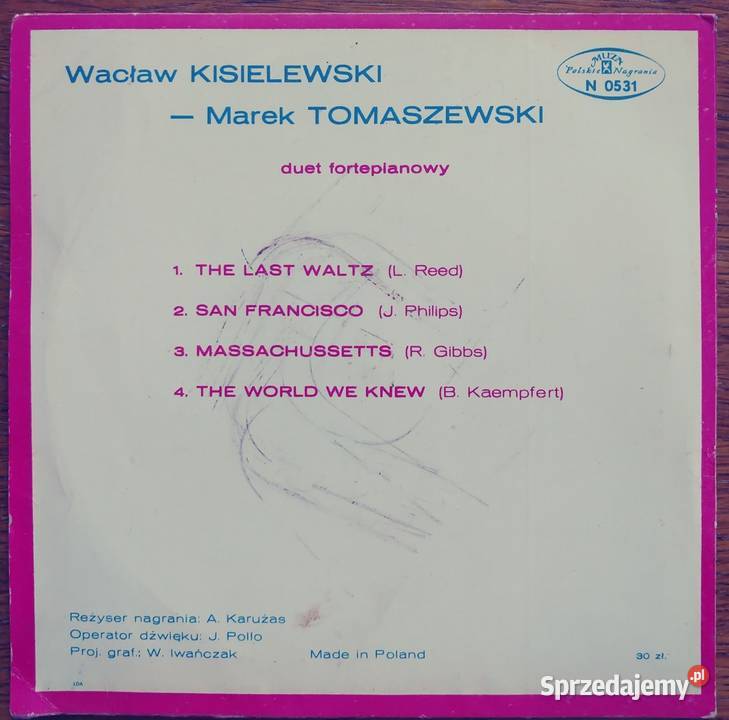 Wacław KISIELEWSKI
MUZA
Polskie Nagrania
N 0531
— Marek TOMASZEWSKI
duet fortepianowy
1. THE LAST WALTZ (L. Reed)
2. SAN FRANCISCO (J. Philips)
3. MASSACHUSSETTS (R. Gibbs)
4. THE WORLD WE KNEW (B. Kaempfert)
Reżyser nagrania: A. Karużas
Operator dźwięku: J. Pollo
Proj. graf.: W. Iwańczak Made in Poland 30 zł.
Sprzedajemy.pl